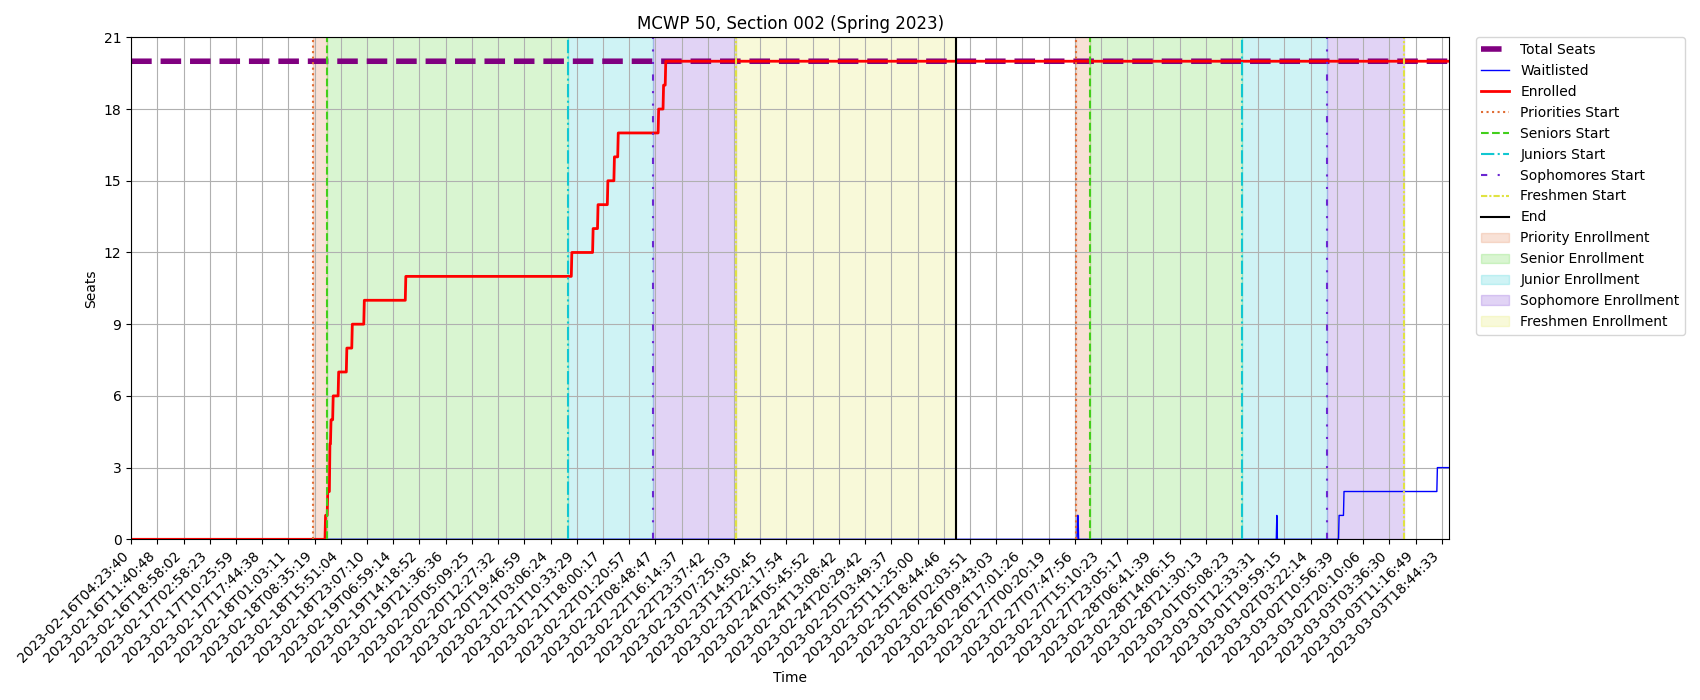 MCWP 50, Section 002 (Spring 2023)
21
18
15
12
9
6
3
0
Seats
2023-02-16T04:23:40
2023-02-16T11:40:48
2023-02-16T18:58:02
2023-02-17T02:58:23
2023-02-17T10:25:59
2023-02-17T17:44:38
2023-02-18T01:03:11
2023-02-18T08:35:19
2023-02-18T15:51:04
2023-02-18T23:07:10
2023-02-19T06:59:14
2023-02-19T14:18:52
2023-02-19T21:36:36
2023-02-20T05:09:25
2023-02-20T12:27:32
2023-02-20T19:46:59
2023-02-21T03:06:24
2023-02-21T10:33:29
2023-02-21T18:00:17
2023-02-22T01:20:57
2023-02-22T08:48:47
2023-02-22T16:14:37
2023-02-22T23:37:42
2023-02-23T07:25:03
2023-02-23T14:50:45
2023-02-23T22:17:54
2023-02-24T05:45:52
2023-02-24T13:08:42
2023-02-24T20:29:42
2023-02-25T03:49:37
2023-02-25T11:25:00
2023-02-25T18:44:46
2023-02-26T02:03:51
2023-02-26T09:43:03
2023-02-26T17:01:26
2023-02-27T00:20:19
2023-02-27T07:47:56
2023-02-27T15:10:23
2023-02-27T23:05:17
2023-02-28T06:41:39
2023-02-28T14:06:15
2023-02-28T21:30:13
2023-03-01T05:08:23
2023-03-01T12:33:31
2023-03-01T19:59:15
2023-03-02T03:22:14
2023-03-02T10:56:39
2023-03-02T20:10:06
2023-03-03T03:36:30
2023-03-03T11:16:49
2023-03-03T18:44:33
Time
Total Seats
Waitlisted
Enrolled
Priorities Start
Seniors Start
Juniors Start
Sophomores Start
Freshmen Start
End
Priority Enrollment
Senior Enrollment
Junior Enrollment
Sophomore Enrollment
Freshmen Enrollment